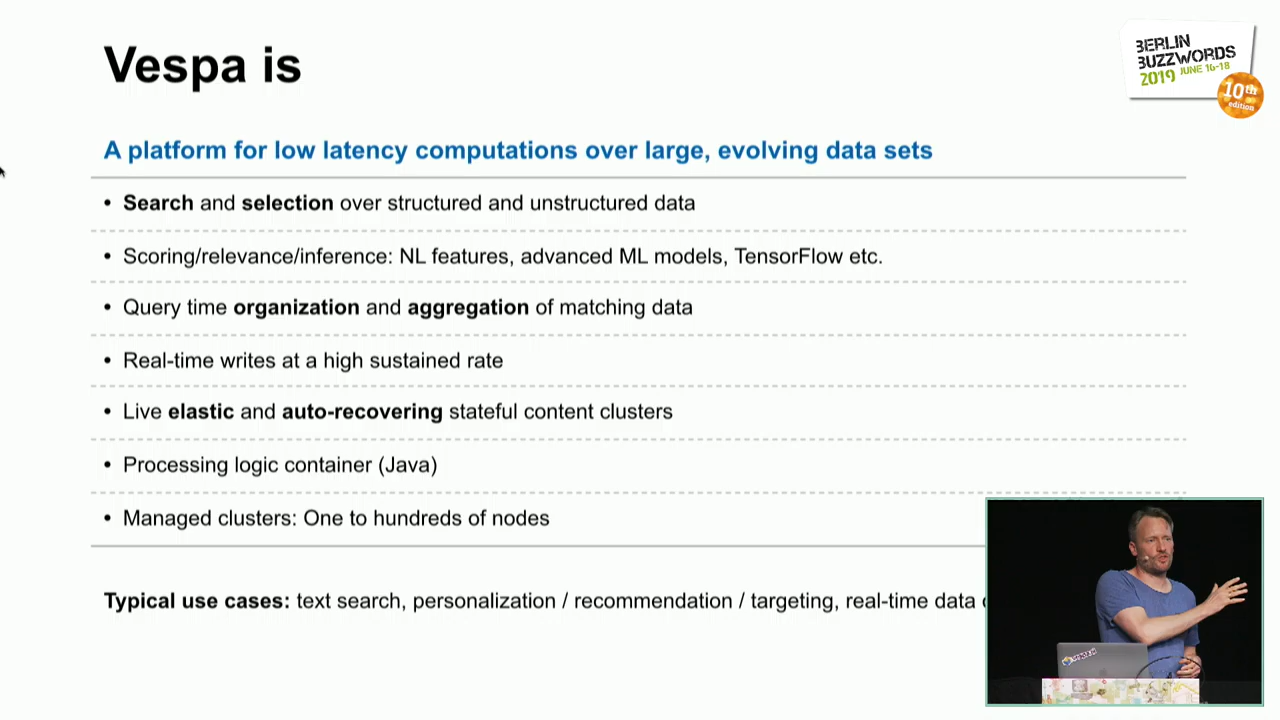 Vespa is
BERLIN
BUZZWORDS
2019 JUNE 16-18
10th
edition
A platform for low latency computations over large, evolving data sets
• Search and selection over structured and unstructured data
• Scoring/relevance/inference: NL features, advanced ML models, TensorFlow etc.
• Query time organization and aggregation of matching data
• Real-time writes at a high sustained rate
• Live elastic and auto-recovering stateful content clusters
• Processing logic container (Java)
• Managed clusters: One to hundreds of nodes
Typical use cases: text search, personalization / recommendation / targeting, real-time data